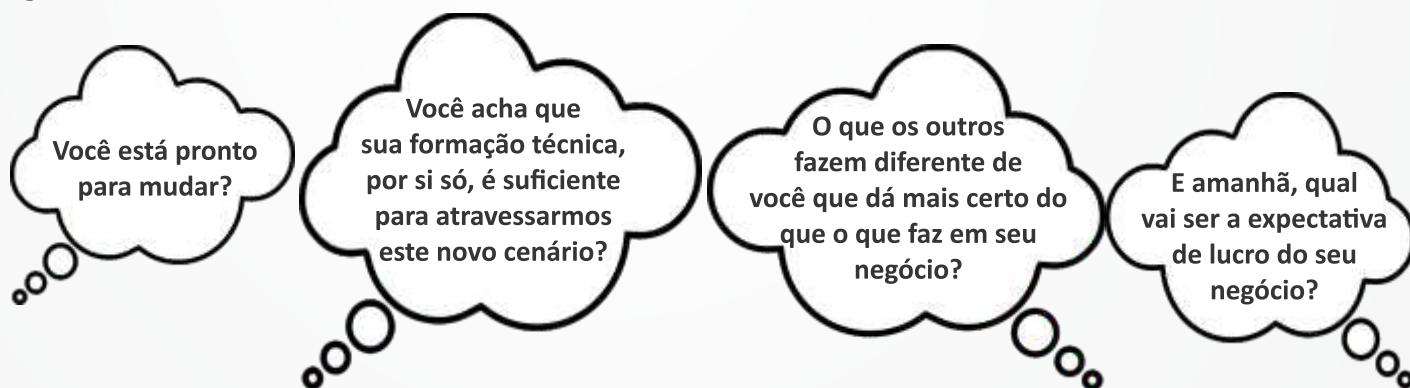 Você está pronto
para mudar?
Você acha que
sua formação técnica,
por si só, é suficiente
para atravessarmos
este novo cenário?
O que os outros
fazem diferente de
você que dá mais certo do
que o que faz em seu
negócio?
E amanhã, qual
vai ser a expectativa
de lucro do seu
negócio?